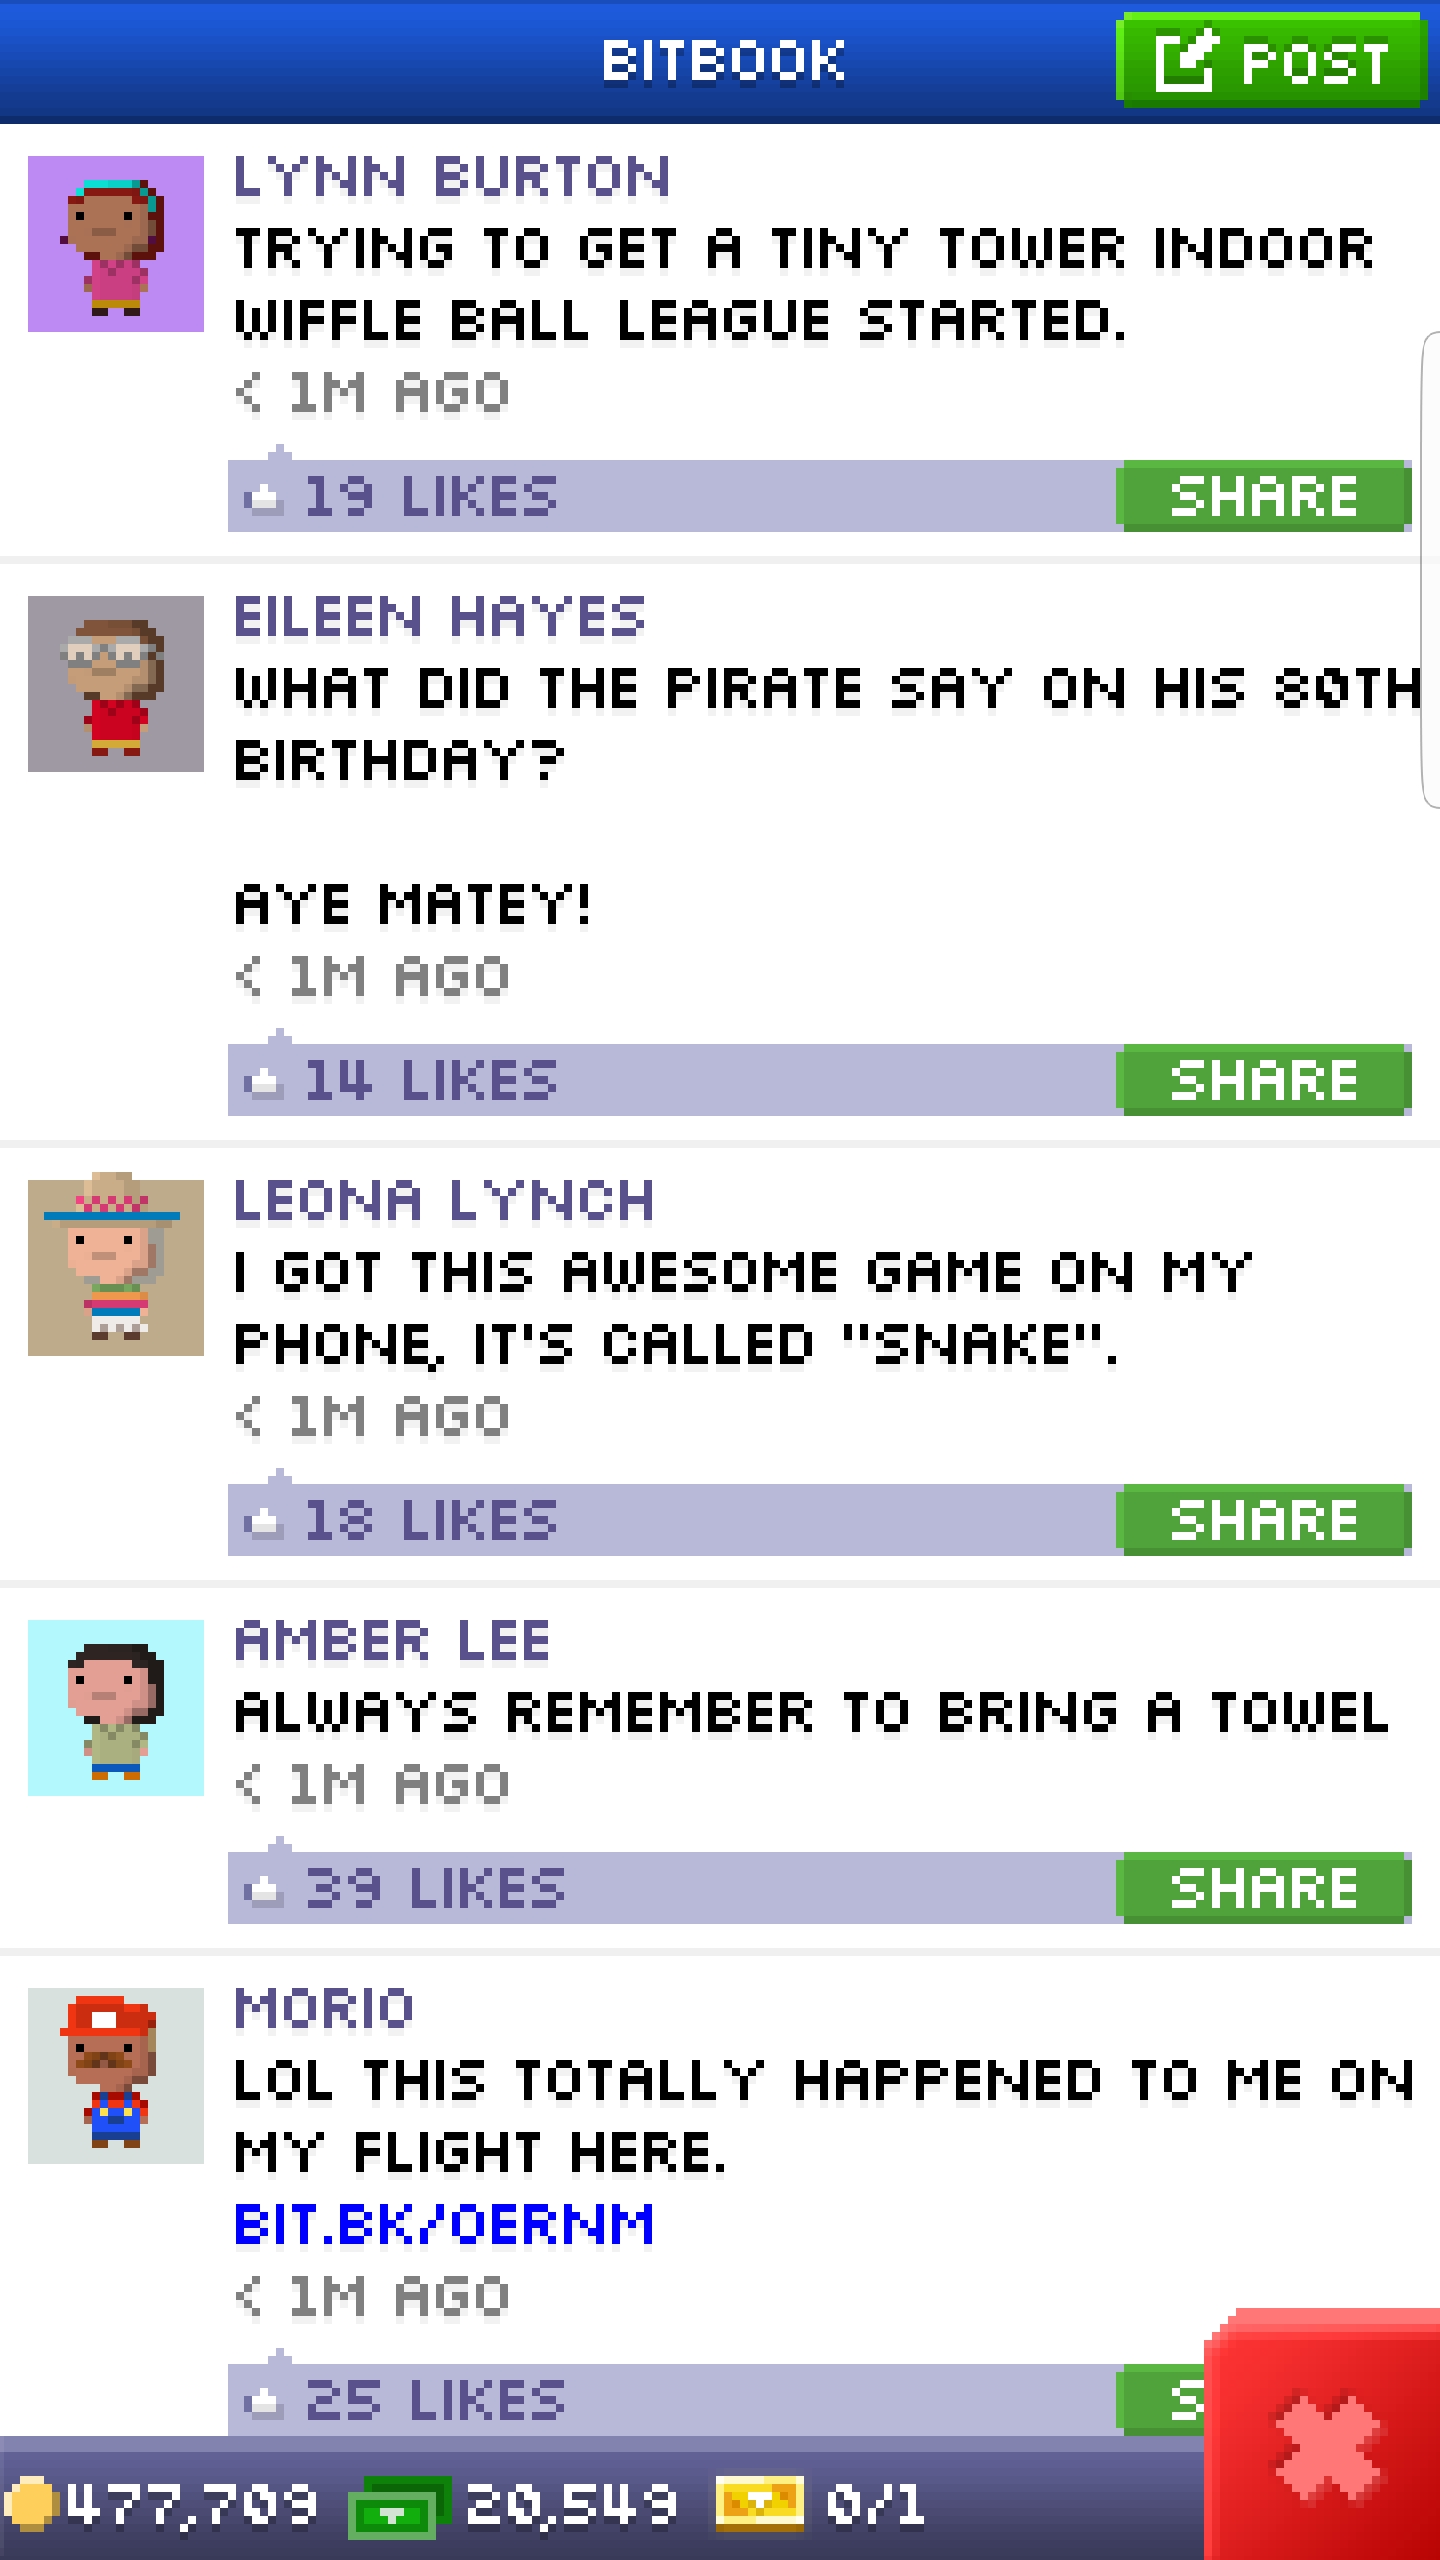 BITBOOK
POST
LYNN BURTON
TRYING TO GET A TINY TOWER INDOOR
WIFFLE BALL LEAGUE STARTED.
< 1M AGO
19 LIKES
SHARE
EILEEN HAYES
WHAT DID THE PIRATE SAY ON HIS 80TH
BIRTHDAY?
AYE MATEY!
< 1M AGO
14 LIKES
SHARE
LEONA LYNCH
I GOT THIS AWESOME GAME ON MY
PHONE, IT'S CALLED "SNAKE".
< 1M AGO
18 LIKES
SHARE
AMBER LEE
ALWAYS REMEMBER TO BRING A TOWEL
< 1M AGO
39 LIKES
SHARE
MORIO
LOL THIS TOTALLY HAPPENED TO ME ON
MY FLIGHT HERE.
BIT.BK/OERNM
< 1M AGO
25 LIKES
477,709
20,549
0/1